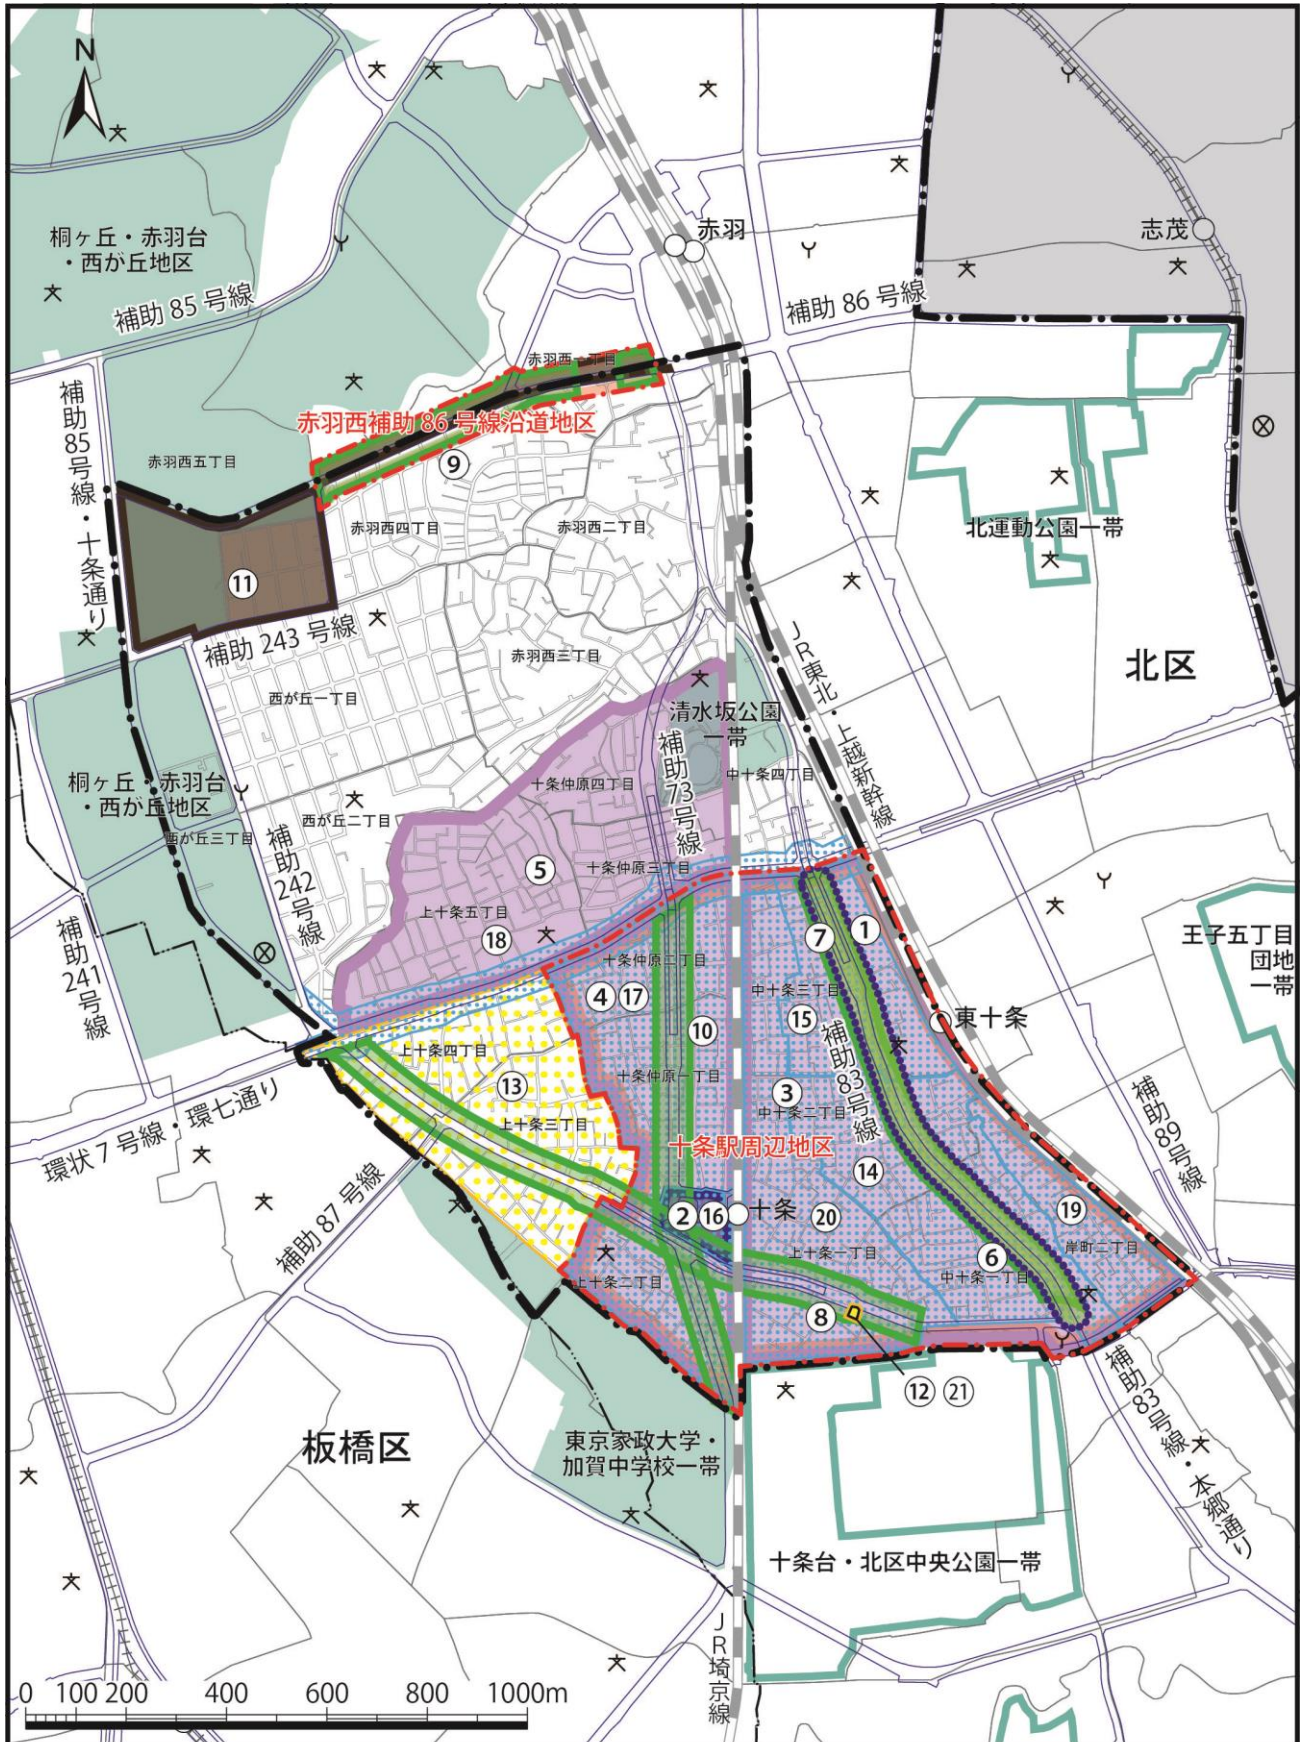 N
赤羽
志茂
桐ヶ丘・赤羽台
・西が丘地区
補助 85 号線
補助 86 号線
赤羽西一丁目
補助85号線・十条通り
赤羽西補助 86 号線沿道地区
赤羽西五丁目
⑨
赤羽西四丁目
赤羽西二丁目
北運動公園一帯
⑪
補助 243 号線
赤羽西三丁目
JR東北・上越新幹線
北区
西が丘一丁目
清水坂公園
一帯
補助73号線
桐ヶ丘・赤羽台
・西が丘地区
十条仲原四丁目
中十条四丁目
西が丘二丁目
西が丘三丁目
補助242号線
⑤
十条仲原三丁目
上十条五丁目
⑱
補助241号線
⑦
①
王子五丁目
団地
一帯
十条仲原二丁目
④
⑰
中十条三丁目
⑮
⑩
東十条
補助83号線
上十条四丁目
⑬
十条仲原一丁目
③
中十条二丁目
環状 7 号線・環七通り
上十条三丁目
補助89号線
十条駅周辺地区
⑭
補助 87 号線
②
⑯
十条
⑳
⑲
上十条一丁目
岸町二丁目
⑥
上十条二丁目
中十条一丁目
⑧
⑫
㉑
補助83号線・本郷通り
板橋区
東京家政大学・
加賀中学校一帯
十条台・北区中央公園一帯
JR埼京線
0 100 200 400 600 800 1000m